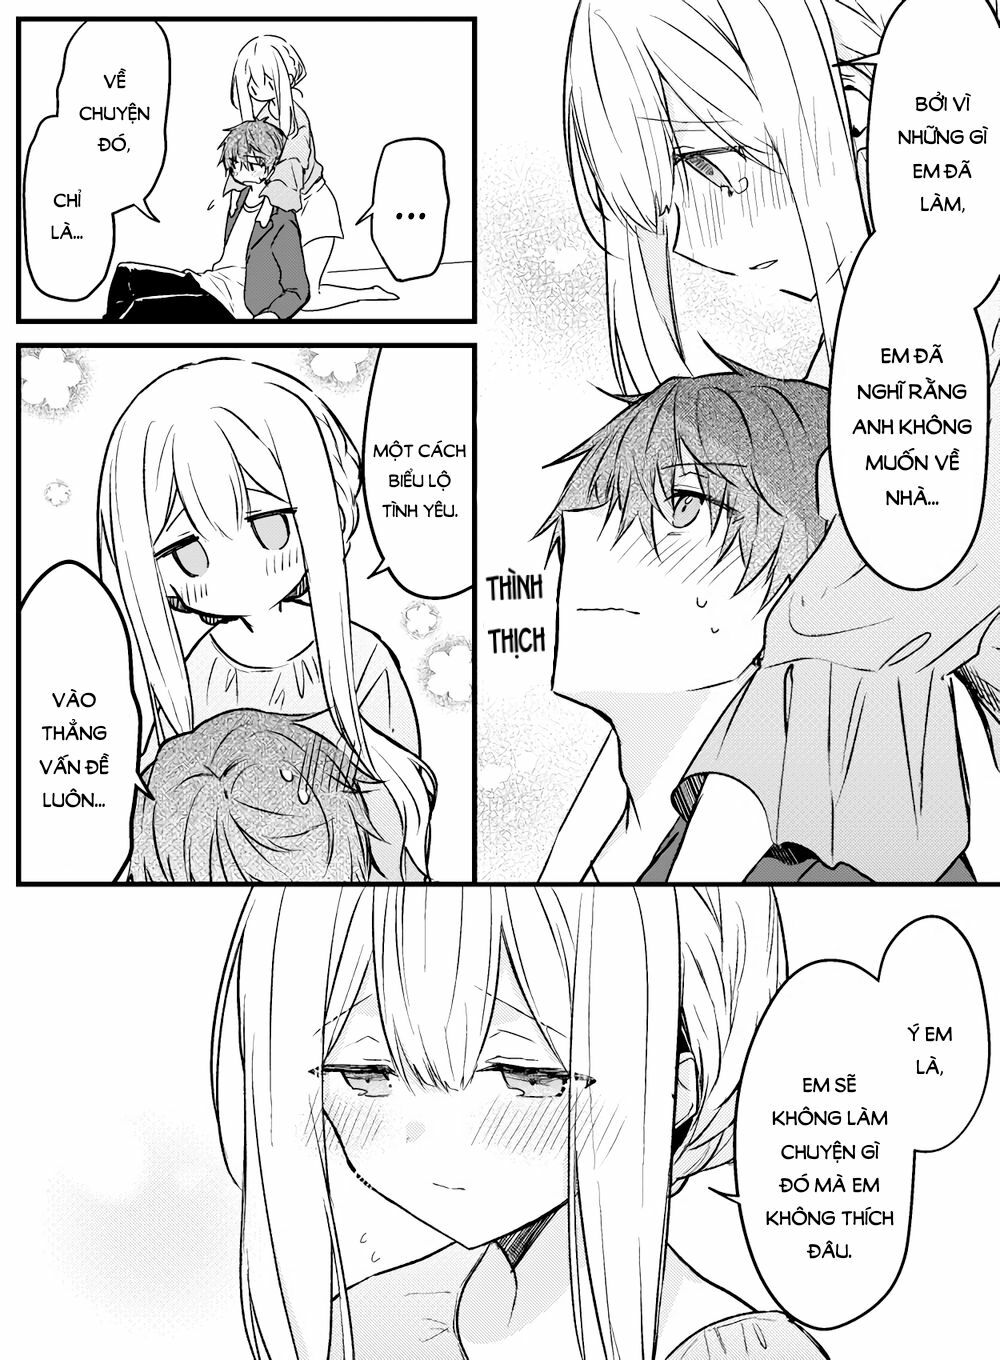 BỞI VÌ
NHỮNG GÌ
EM ĐÃ
LÀM,
EM ĐÃ
NGHĨ RẰNG
ANH KHÔNG
MUỐN VỀ
NHÀ...
THÌNH
THỊCH
...
VỀ
CHUYỆN
ĐÓ,
CHỈ
LÀ...
MỘT CÁCH
BIỂU LỘ
TÌNH YÊU.
VÀO
THẲNG
VẤN ĐỀ
LUÔN...
Ý EM
LÀ,
EM SẼ
KHÔNG LÀM
CHUYỆN GÌ
ĐÓ MÀ EM
KHÔNG THÍCH
ĐÂU.